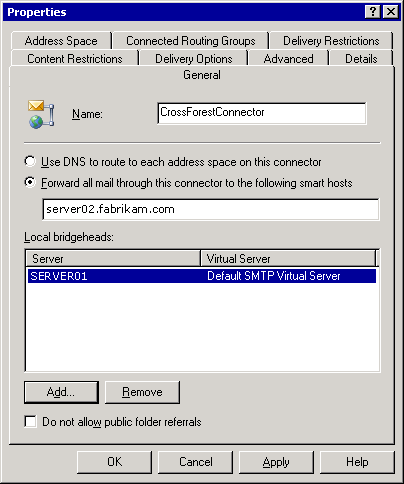 Properties
Address Space Connected Routing Groups Delivery Restrictions
Content Restrictions Delivery Options Advanced Details
General
Name: CrossForestConnector
Use DNS to route to each address space on this connector
Forward all mail through this connector to the following smart hosts
server02.fabrikam.com
Local bridgeheads:
Server Virtual Server
SERVER01 Default SMTP Virtual Server
Add... Remove
Do not allow public folder referrals
OK Cancel Apply Help